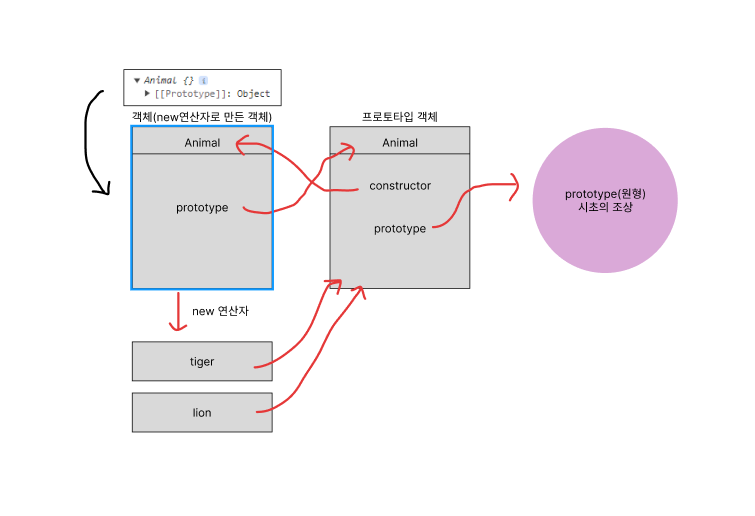 ▼ Animal {} i
▶ [[Prototype]]: Object
객체(new연산자로 만든 객체)
Animal
prototype
프로토타입 객체
Animal
constructor
prototype
prototype(원형)
시초의 조상
new 연산자
tiger
lion